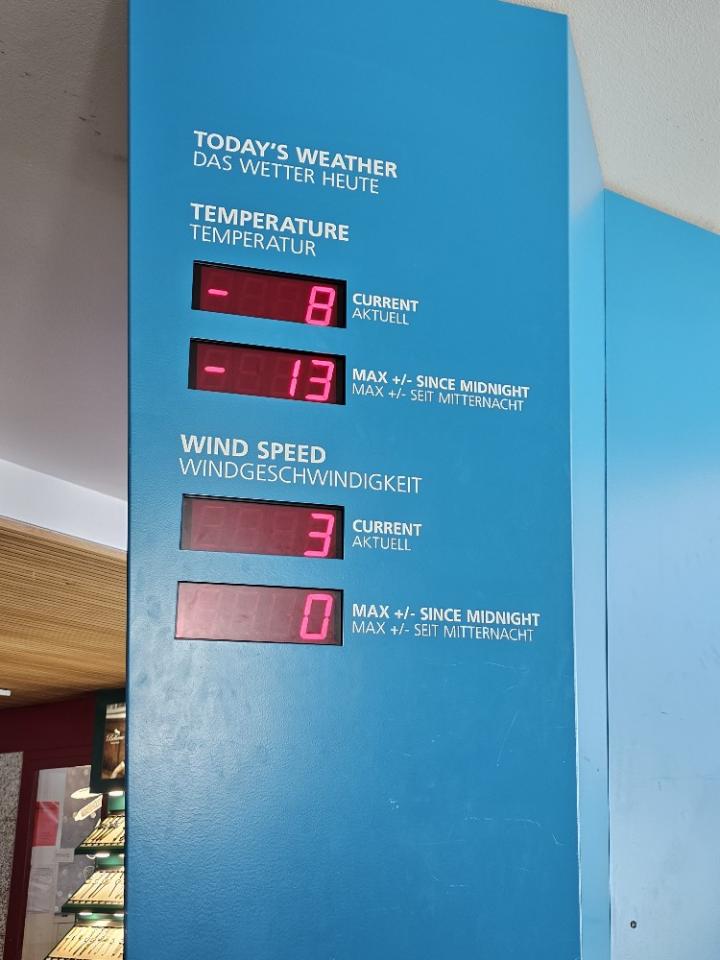 TODAY'S WEATHER
DAS WETTER HEUTE
TEMPERATURE
TEMPERATUR
- 8
CURRENT
AKTUELL
- 13
MAX +/- SINCE MIDNIGHT
MAX +/- SEIT MITTERNACHT
WIND SPEED
WINDGESCHWINDIGKEIT
3
CURRENT
AKTUELL
0
MAX +/- SINCE MIDNIGHT
MAX +/- SEIT MITTERNACHT